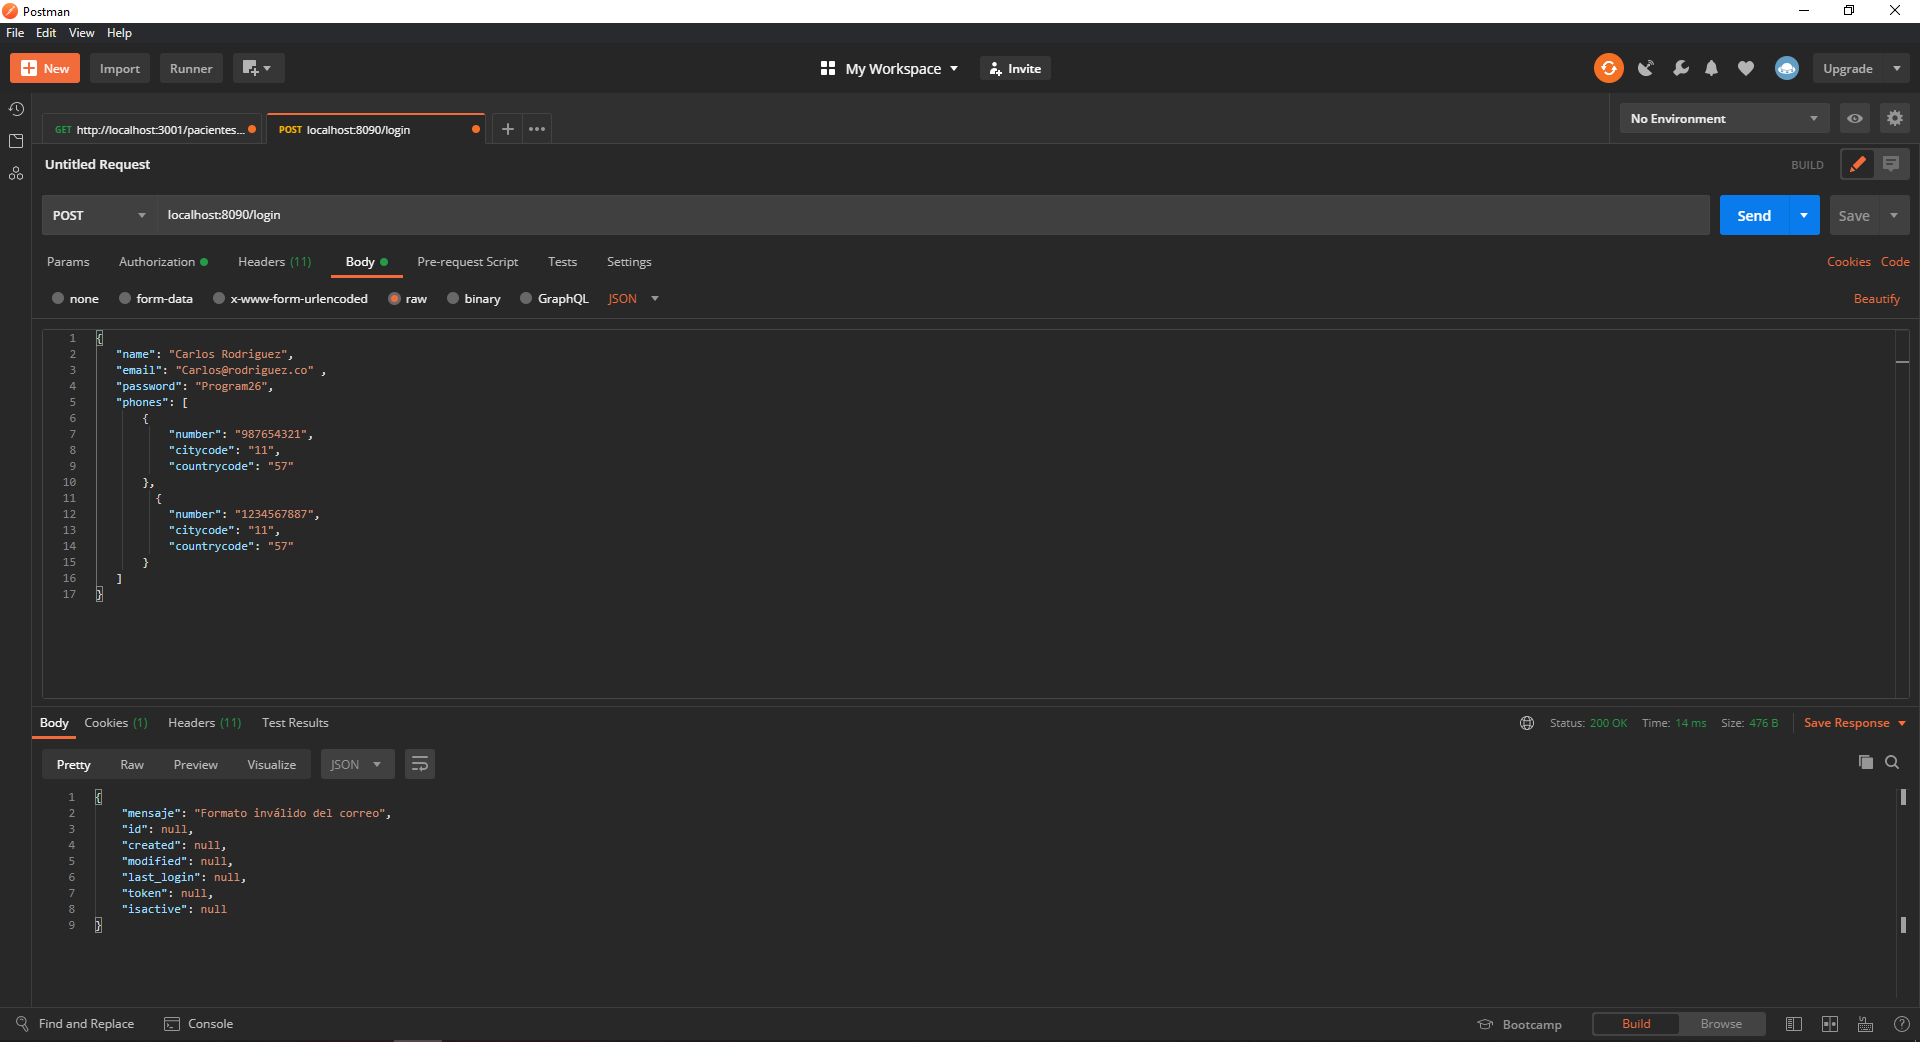 Postman
File Edit View Help
New Import Runner My Workspace Invite Upgrade
GET http://localhost:3001/pacientes... POST localhost:8090/login No Environment
Untitled Request BUILD
POST localhost:8090/login Send Save
Params Authorization Headers (11) Body Pre-request Script Tests Settings Cookies Code
none form-data x-www-form-urlencoded raw binary GraphQL JSON Beautify
1 {
2 "name": "Carlos Rodriguez",
3 "email": "Carlos@rodriguez.co" ,
4 "password": "Program26",
5 "phones": [
6 {
7 "number": "987654321",
8 "citycode": "11",
9 "countrycode": "57"
10 },
11 {
12 "number": "1234567887",
13 "citycode": "11",
14 "countrycode": "57"
15 }
16 ]
17 }
Body Cookies (1) Headers (11) Test Results Status: 200 OK Time: 14 ms Size: 476 B Save Response
Pretty Raw Preview Visualize JSON
1 {
2 "mensaje": "Formato inválido del correo",
3 "id": null,
4 "created": null,
5 "modified": null,
6 "last_login": null,
7 "token": null,
8 "isactive": null
9 }
Find and Replace Console Bootcamp Build Browse